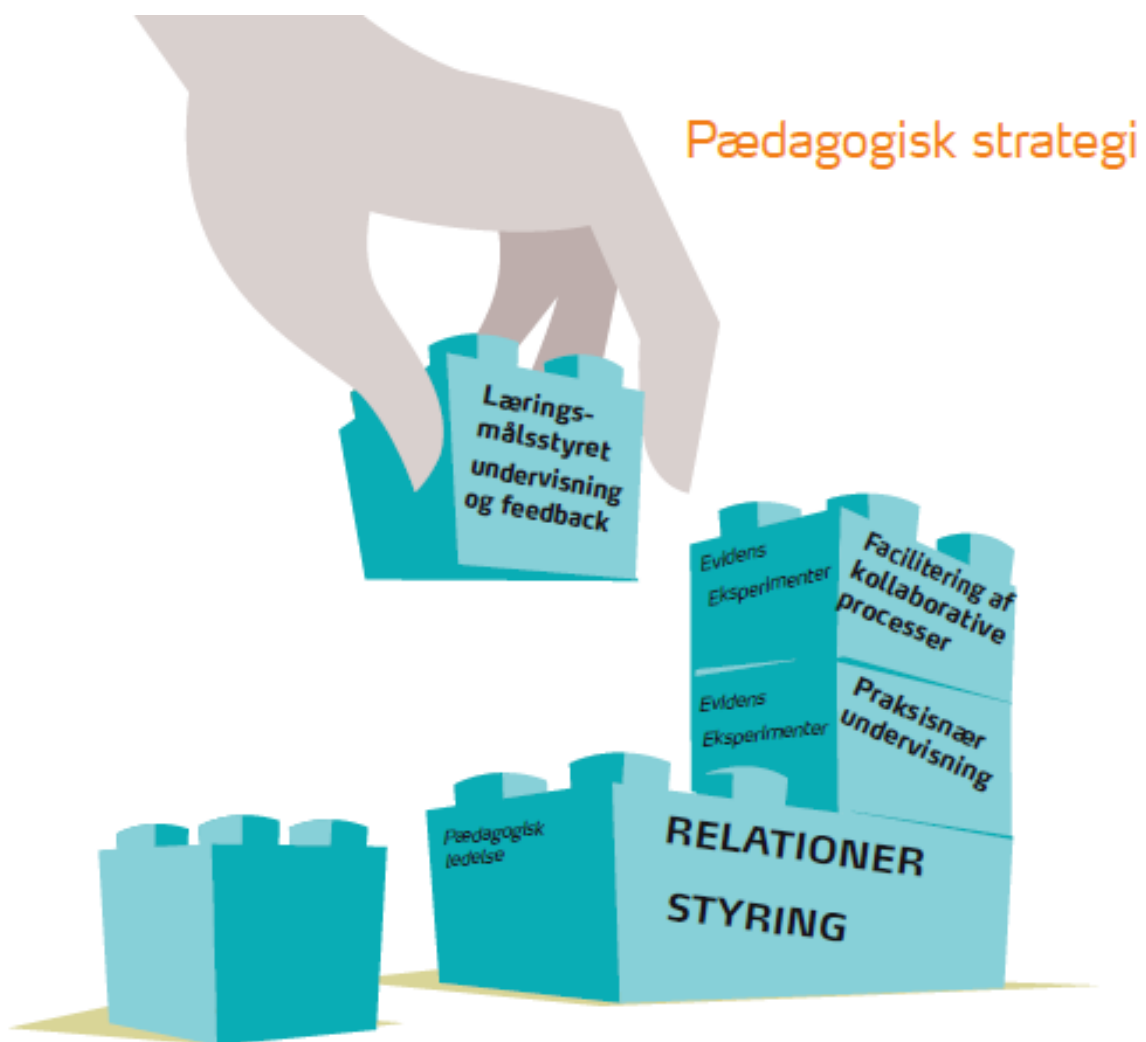 Pædagogisk strategi
Lærings-
målsstyret
undervisning
og feedback
Evidens
Eksperimenter
Facilitering af
kollaborative
processer
Evidens
Eksperimenter
Praksisnær
undervisning
Pædagogisk
ledelse
RELATIONER
STYRING